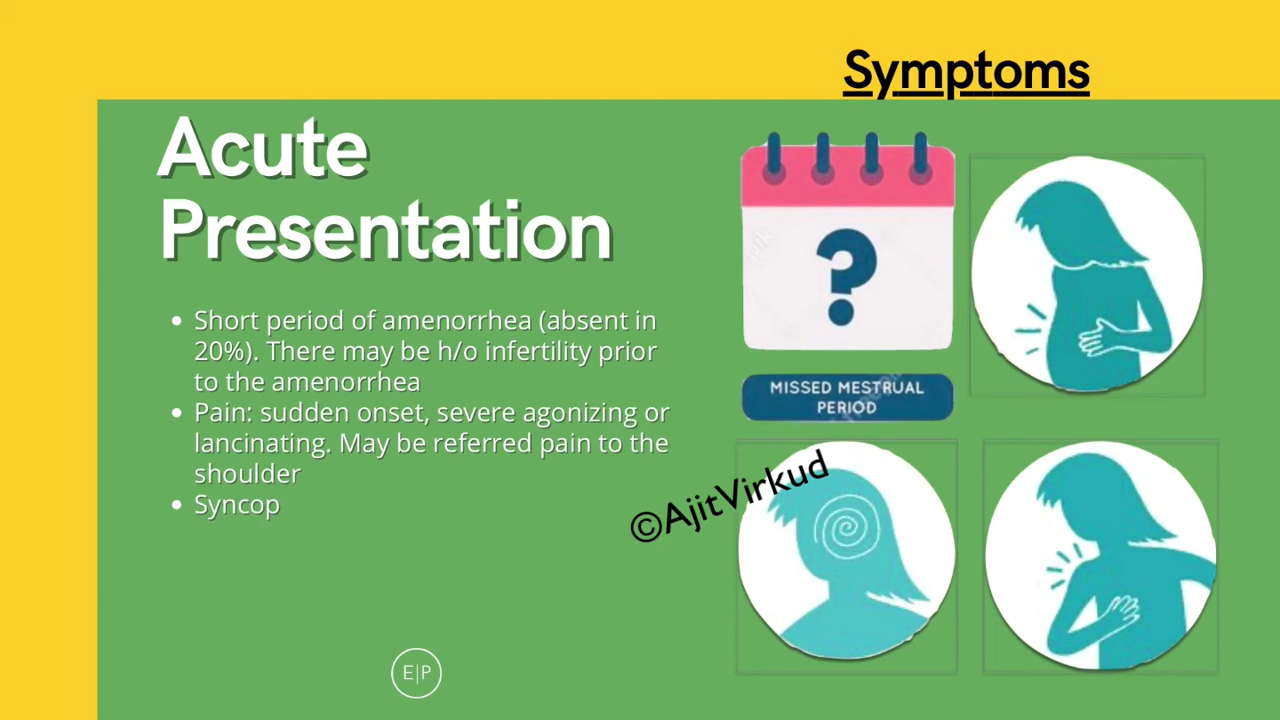 Symptoms
Acute
Presentation
• Short period of amenorrhea (absent in
20%). There may be h/o infertility prior
to the amenorrhea
• Pain: sudden onset, severe agonizing or
lancinating. May be referred pain to the
shoulder
• Syncop
?
MISSED MESTRUAL
PERIOD
©AjitVirkud
E|P